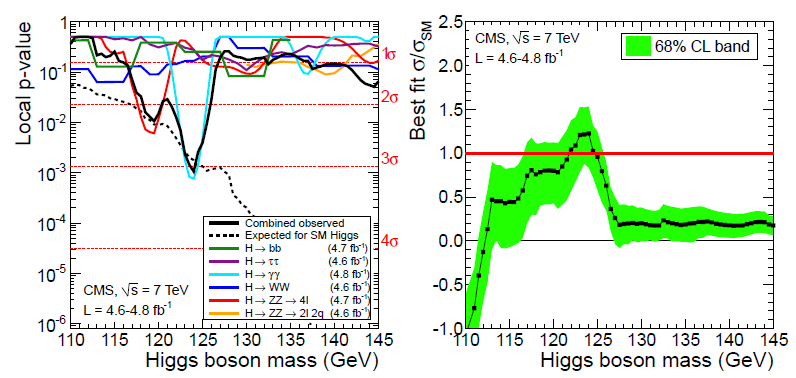 Local p-value
1
10⁻¹
10⁻²
10⁻³
10⁻⁴
10⁻⁵
10⁻⁶
1σ
2σ
3σ
4σ
Combined observed
Expected for SM Higgs
H → bb (4.7 fb⁻¹)
H → ττ (4.6 fb⁻¹)
H → γγ (4.8 fb⁻¹)
H → WW (4.6 fb⁻¹)
H → ZZ → 4l (4.7 fb⁻¹)
H → ZZ → 2l 2q (4.6 fb⁻¹)
CMS, √s = 7 TeV
L = 4.6-4.8 fb⁻¹
110 115 120 125 130 135 140 145
Higgs boson mass (GeV)
Best fit σ/σSM
2.5
2.0
1.5
1.0
0.5
0.0
-0.5
-1.0
CMS, √s = 7 TeV
L = 4.6-4.8 fb⁻¹
68% CL band
110 115 120 125 130 135 140 145
Higgs boson mass (GeV)